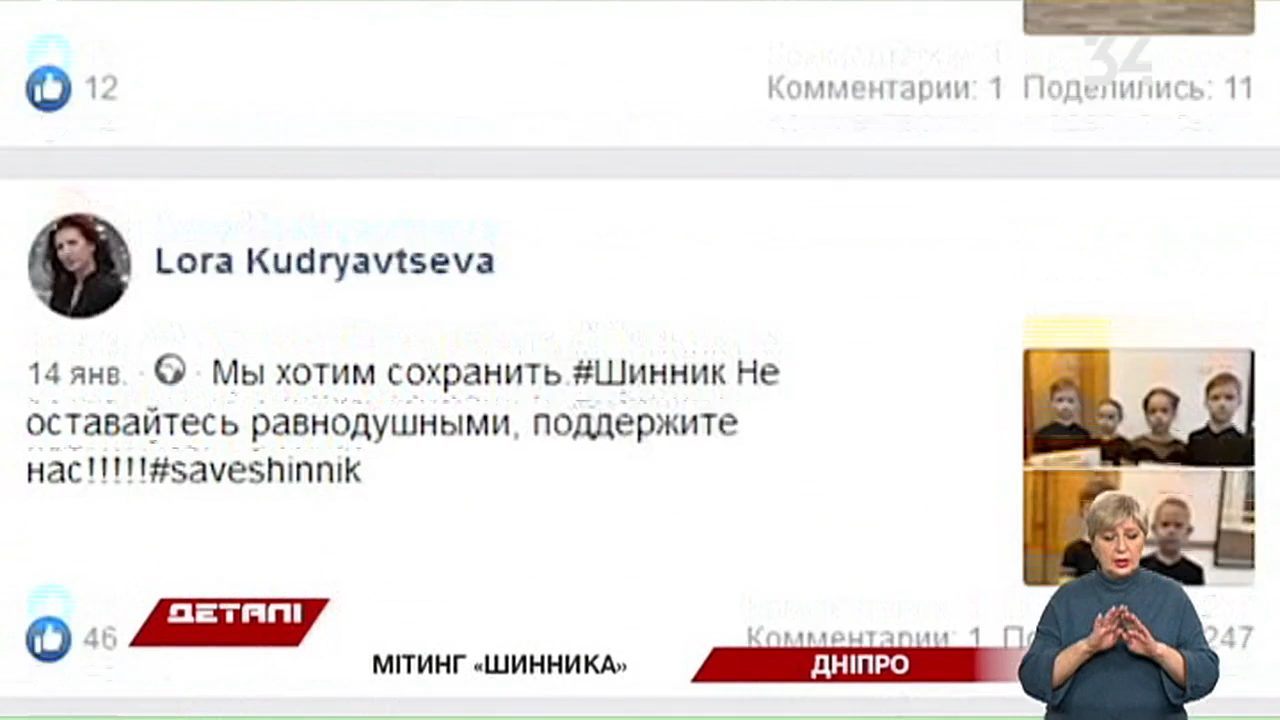 34
12
Комментарии: 1 Поделились: 11
Lora Kudryavtseva
14 янв. · Мы хотим сохранить.#Шинник Не
оставайтесь равнодушными, поддержите
нас!!!!!#saveshinnik
46
Комментарии: 1 247
ДЕТАЛІ
МІТИНГ «ШИННИКА»
ДНІПРО